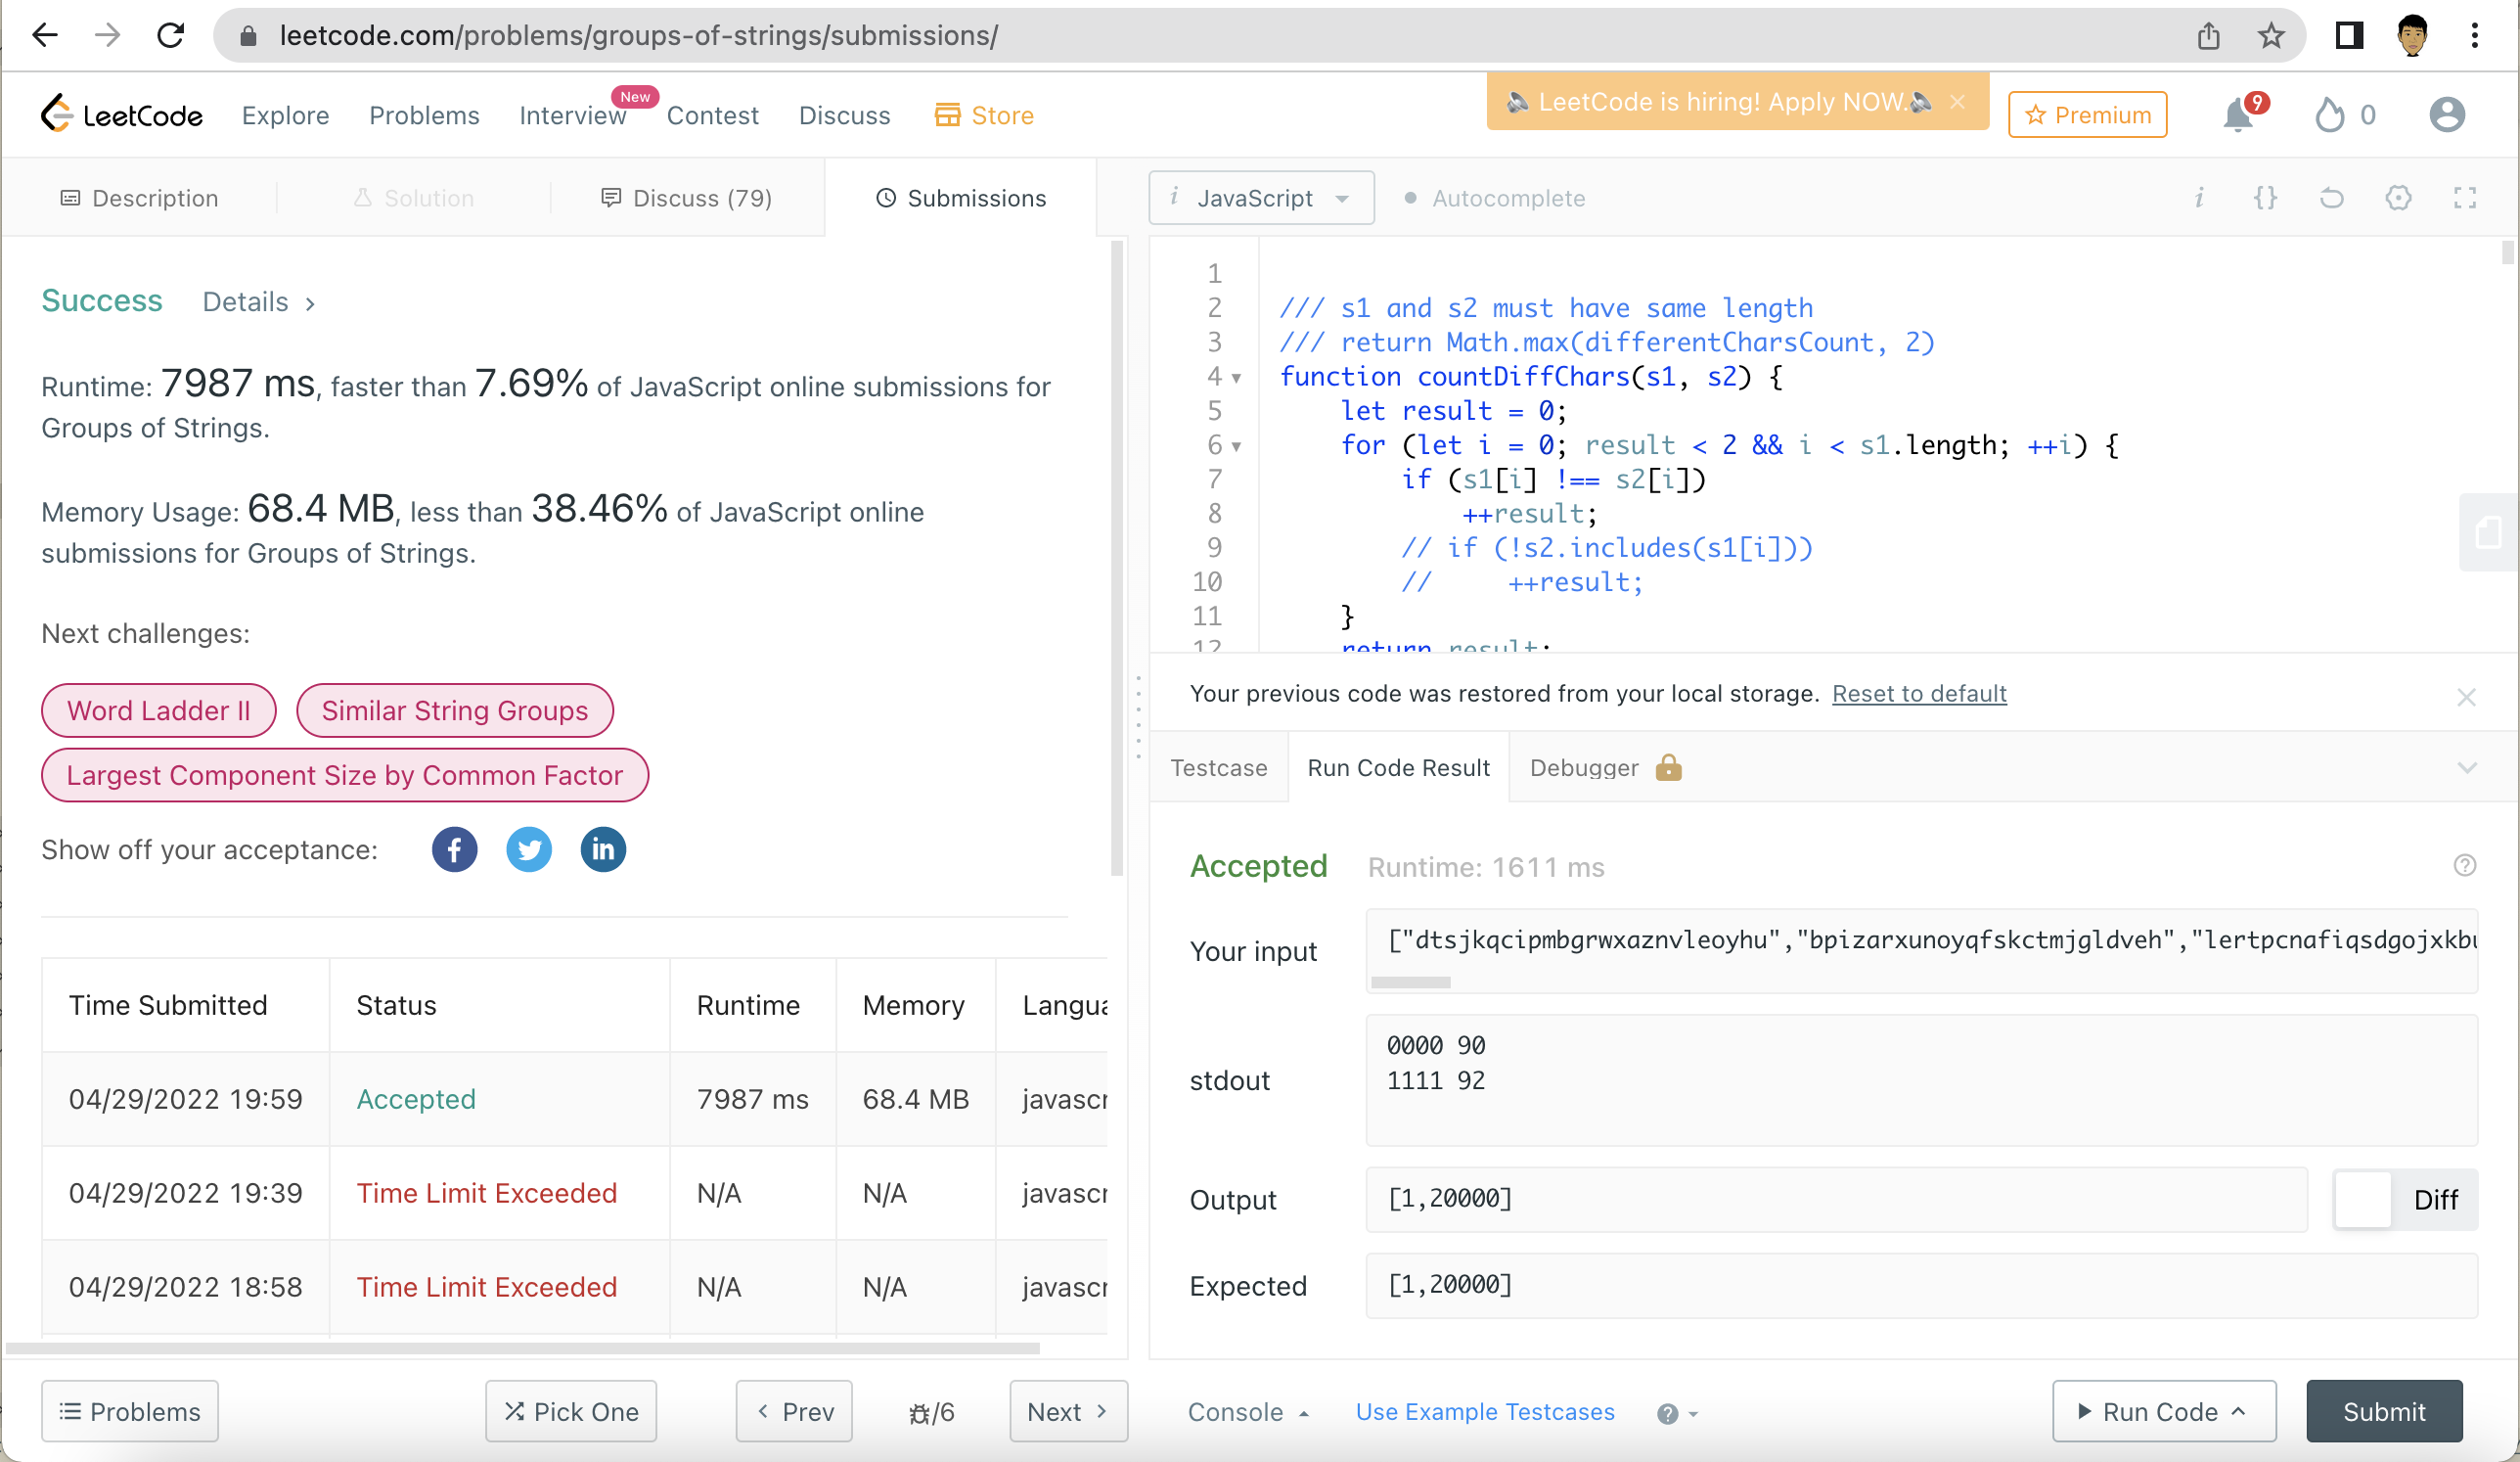 leetcode.com/problems/groups-of-strings/submissions/
LeetCode Explore Problems Interview New Contest Discuss Store
LeetCode is hiring! Apply NOW.
Premium 9 0
Description Solution Discuss (79) Submissions
JavaScript Autocomplete
Success Details
Runtime: 7987 ms, faster than 7.69% of JavaScript online submissions for
Groups of Strings.
Memory Usage: 68.4 MB, less than 38.46% of JavaScript online
submissions for Groups of Strings.
Next challenges:
Word Ladder II Similar String Groups
Largest Component Size by Common Factor
Show off your acceptance:
Time Submitted Status Runtime Memory Langua
04/29/2022 19:59 Accepted 7987 ms 68.4 MB javascr
04/29/2022 19:39 Time Limit Exceeded N/A N/A javascr
04/29/2022 18:58 Time Limit Exceeded N/A N/A javascr
Problems Pick One Prev /6 Next
1
2 /// s1 and s2 must have same length
3 /// return Math.max(differentCharsCount, 2)
4 function countDiffChars(s1, s2) {
5 let result = 0;
6 for (let i = 0; result < 2 && i < s1.length; ++i) {
7 if (s1[i] !== s2[i])
8 ++result;
9 // if (!s2.includes(s1[i]))
10 // ++result;
11 }
12 return result;
Your previous code was restored from your local storage. Reset to default
Testcase Run Code Result Debugger
Accepted Runtime: 1611 ms
Your input ["dtsjkqcipmbgrwxaznvleoyhu","bpizarxunoyqfskctmjgldveh","lertpcnafiqsdgojxkbu
stdout
0000 90
1111 92
Output [1,20000] Diff
Expected [1,20000]
Console Use Example Testcases Run Code Submit